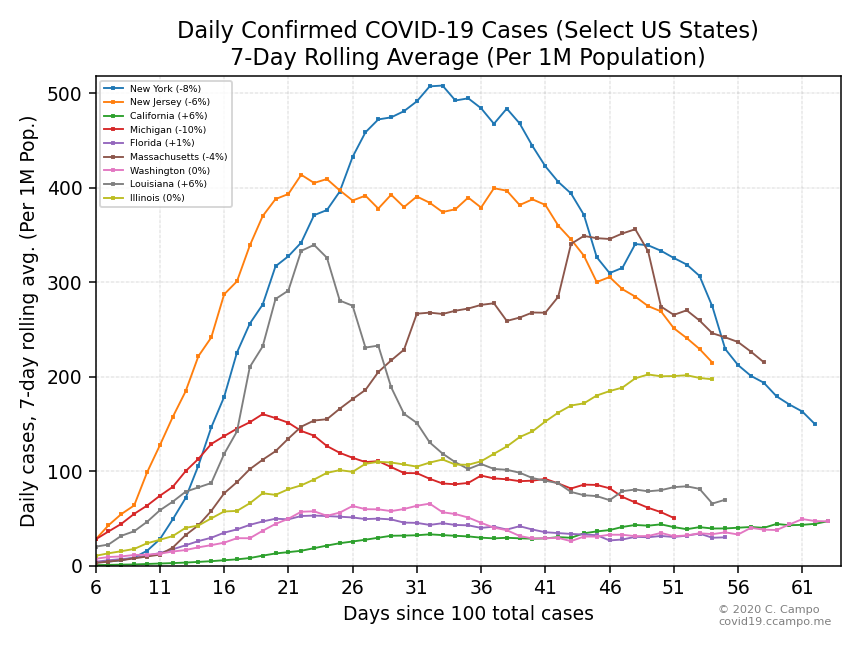 Daily Confirmed COVID-19 Cases (Select US States)
7-Day Rolling Average (Per 1M Population)
Daily cases, 7-day rolling avg. (Per 1M Pop.)
500
400
300
200
100
0
New York (-8%)
New Jersey (-6%)
California (+6%)
Michigan (-10%)
Florida (+1%)
Massachusetts (-4%)
Washington (0%)
Louisiana (+6%)
Illinois (0%)
6 11 16 21 26 31 36 41 46 51 56 61
Days since 100 total cases
© 2020 C. Campo
covid19.ccampo.me